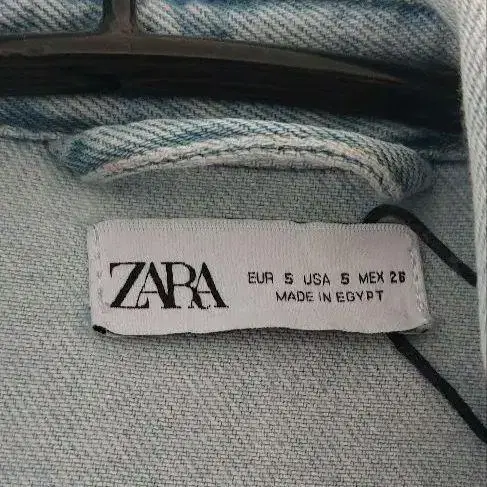 ZARA
EUR S USA S MEX 26
MADE IN EGYPT